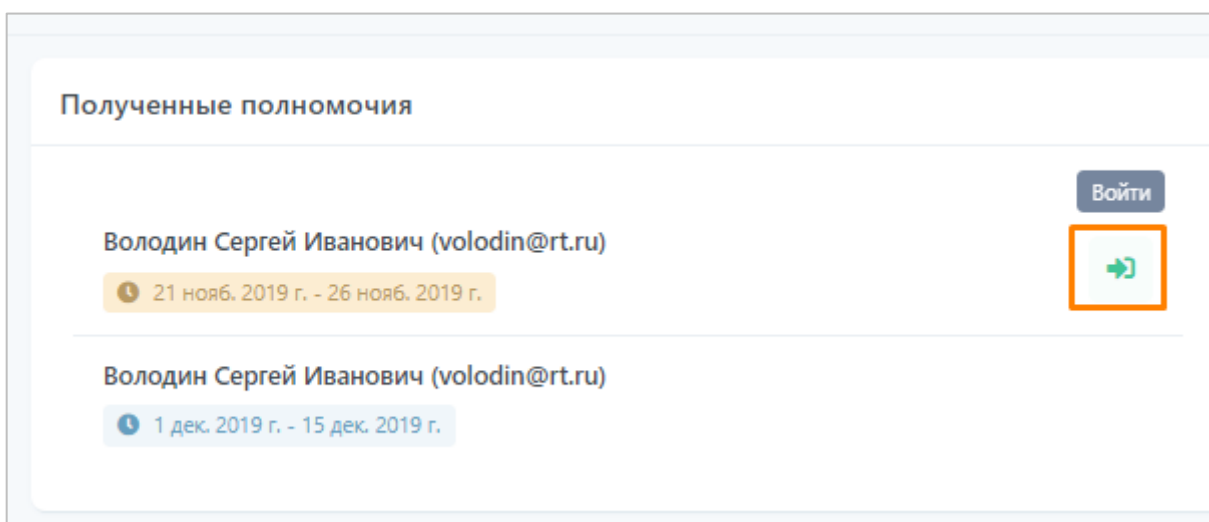 Полученные полномочия
Войти
Володин Сергей Иванович (volodin@rt.ru)
21 нояб. 2019 г. - 26 нояб. 2019 г.
Володин Сергей Иванович (volodin@rt.ru)
1 дек. 2019 г. - 15 дек. 2019 г.